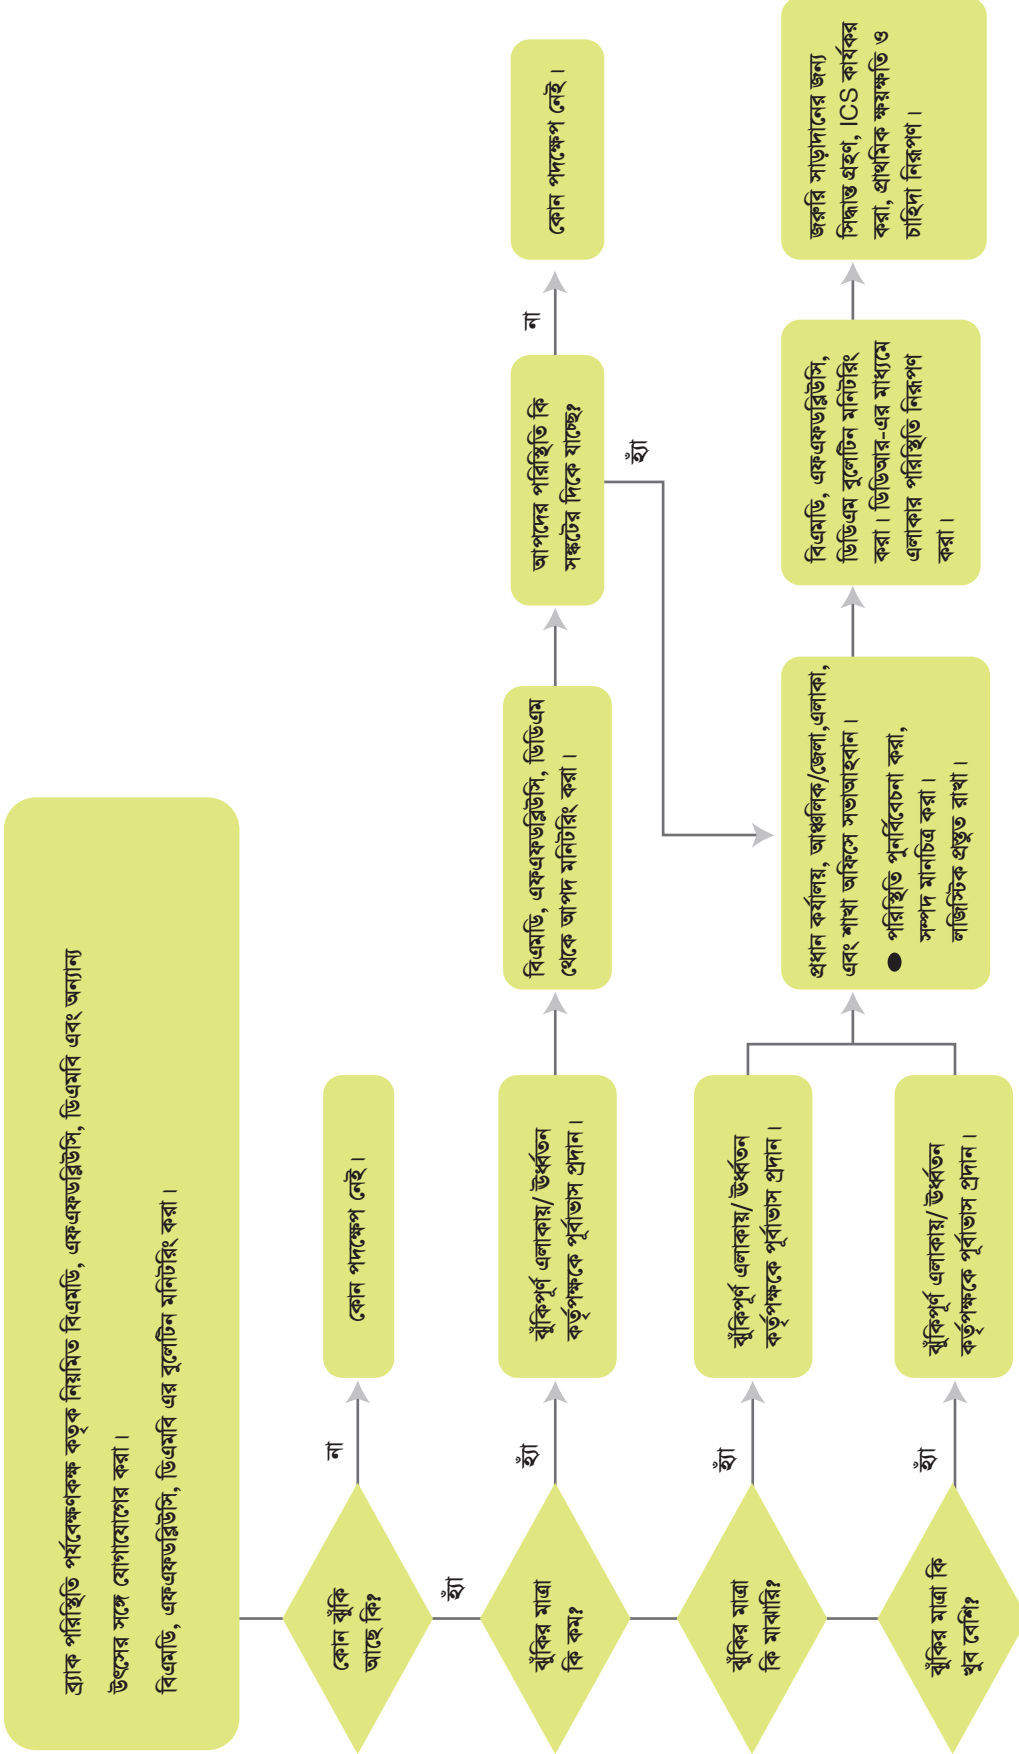 ব্র্যাক পরিস্থিতি পর্যবেক্ষণকক্ষ কতৃক নিয়মিত বিএমডি, এফএফডব্লিউসি, ডিএমবি এবং অন্যান্য
উৎসের সঙ্গে যোগাযোগের করা।
বিএমডি, এফএফডব্লিউসি, ডিএমবি এর বুলেটিন মনিটরিং করা।
কোন ঝুঁকি
আছে কি?
না
কোন পদক্ষেপ নেই।
হ্যাঁ
ঝুঁকির মাত্রা
কি কম?
হ্যাঁ
ঝুঁকিপূর্ণ এলাকায়/ ঊর্ধ্বতন
কর্তৃপক্ষকে পূর্বাভাস প্রদান।
বিএমডি, এফএফডব্লিউসি, ডিডিএম
থেকে আপদ মনিটরিং করা।
আপদের পরিস্থিতি কি
সঙ্কটের দিকে যাচ্ছে?
না
কোন পদক্ষেপ নেই।
হ্যাঁ
ঝুঁকির মাত্রা
কি মাঝারি?
হ্যাঁ
ঝুঁকিপূর্ণ এলাকায়/ ঊর্ধ্বতন
কর্তৃপক্ষকে পূর্বাভাস প্রদান।
ঝুঁকির মাত্রা কি
খুব বেশি?
হ্যাঁ
ঝুঁকিপূর্ণ এলাকায়/ ঊর্ধ্বতন
কর্তৃপক্ষকে পূর্বাভাস প্রদান।
প্রধান কর্যালয়, আঞ্চলিক/জেলা,এলাকা,
এবং শাখা অফিসে সভাআহবান।
● পরিস্থিতি পুনর্বিবেচনা করা,
সম্পদ মানচিত্র করা।
লজিস্টিক প্রস্তুত রাখা।
বিএমডি, এফএফডব্লিউসি,
ডিডিএম বুলেটিন মনিটরিং
করা। ডিডিআর-এর মাধ্যমে
এলাকার পরিস্থিতি নিরূপণ
করা।
জরুরি সাড়াদানের জন্য
সিদ্ধান্ত গ্রহণ, ICS কার্যকর
করা, প্রাথমিক ক্ষয়ক্ষতি ও
চাহিদা নিরূপণ।